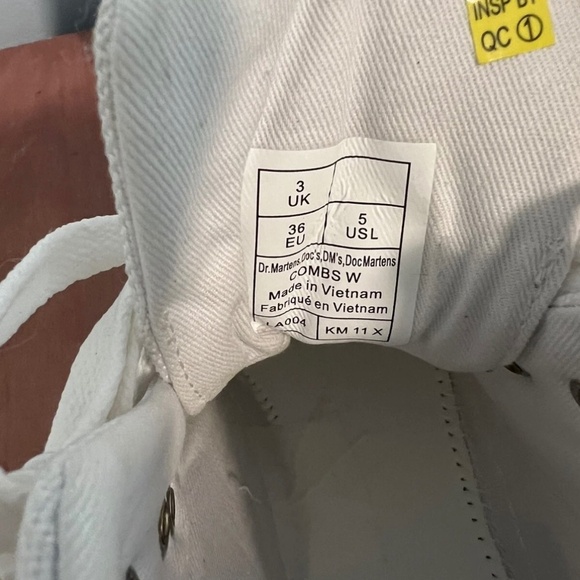 INSP BY
QC 1
3
UK
36
EU
5
USL
Dr.Martens,Doc's,DM's,DocMartens
COMBS W
Made in Vietnam
Fabriqué en Vietnam
LA004
KM 11 X